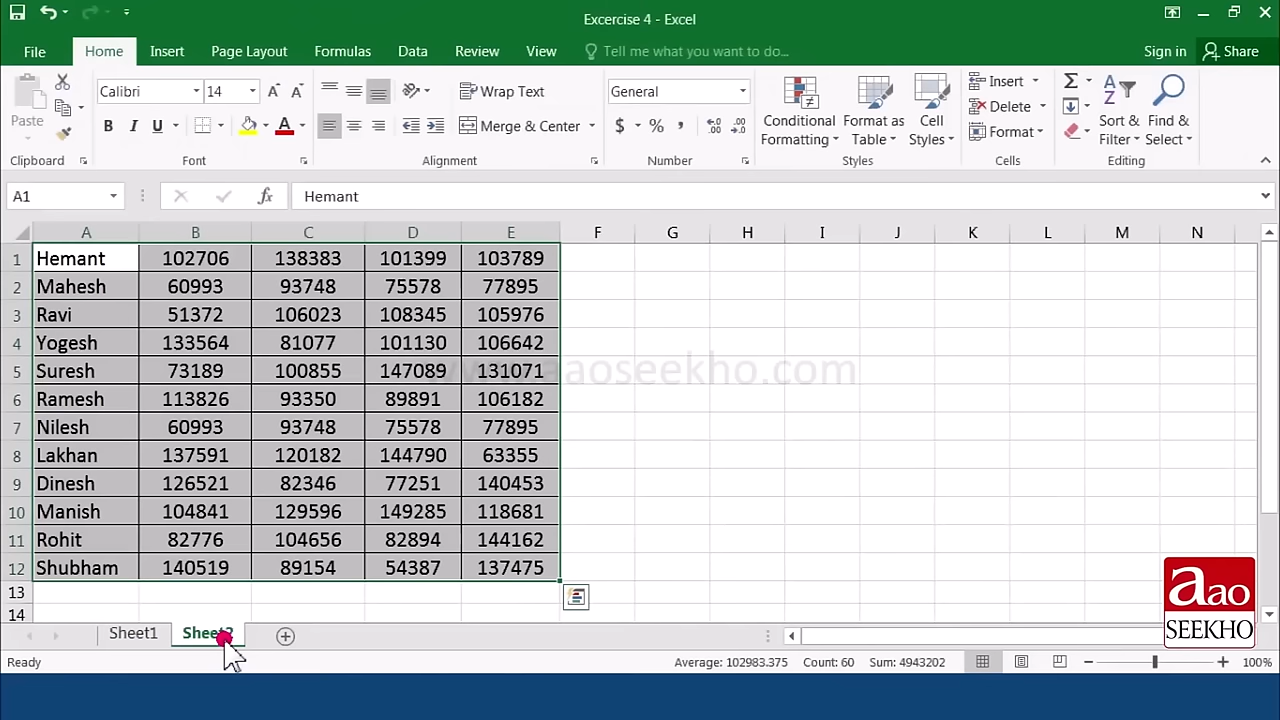 Excercise 4 - Excel
File Home Insert Page Layout Formulas Data Review View Tell me what you want to do... Sign in Share
Paste Calibri 14 Wrap Text General Conditional Formatting Format as Table Cell Styles Insert Sort & Filter Find & Select
B I U Merge & Center $ % , Delete
Format
Clipboard Font Alignment Number Styles Cells Editing
A1 fx Hemant
A B C D E F G H I J K L M N
1 Hemant 102706 138383 101399 103789
2 Mahesh 60993 93748 75578 77895
3 Ravi 51372 106023 108345 105976
4 Yogesh 133564 81077 101130 106642
5 Suresh 73189 100855 147089 131071
www.aaoseekho.com
6 Ramesh 113826 93350 89891 106182
7 Nilesh 60993 93748 75578 77895
8 Lakhan 137591 120182 144790 63355
9 Dinesh 126521 82346 77251 140453
10 Manish 104841 129596 149285 118681
11 Rohit 82776 104656 82894 144162
12 Shubham 140519 89154 54387 137475
13
14
aao
SEEKHO
Sheet1 Sheet2
Ready Average: 102983.375 Count: 60 Sum: 4943202 100%